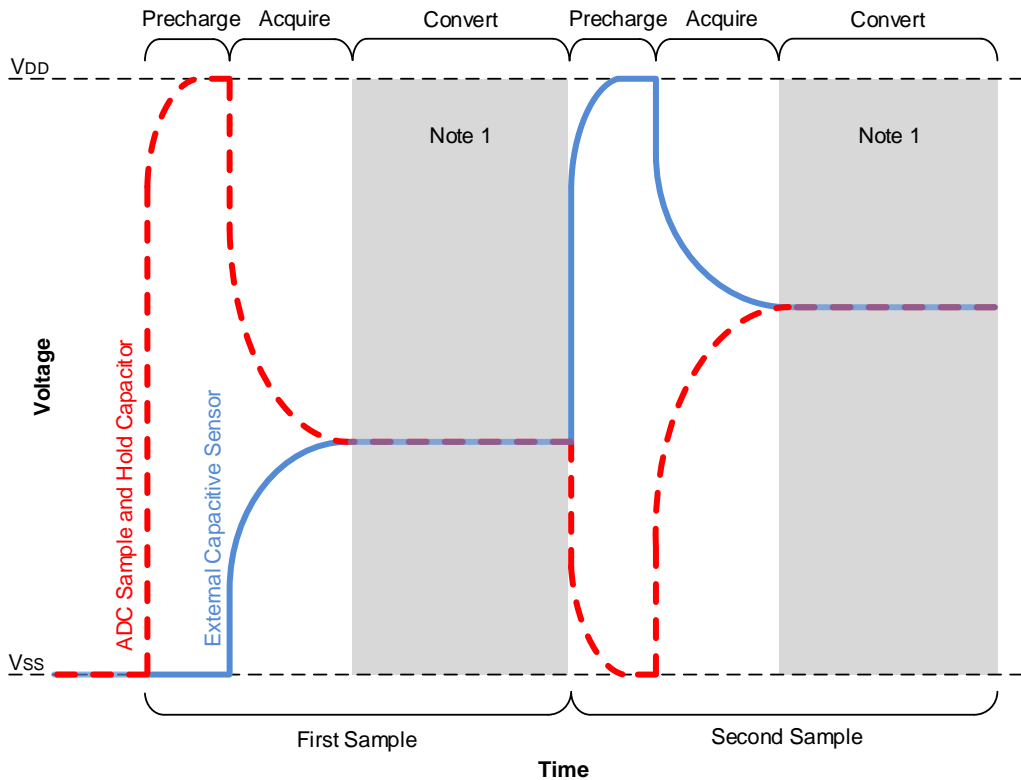 Precharge Acquire Convert Precharge Acquire Convert
VDD
Note 1 Note 1
Voltage
ADC Sample and Hold Capacitor
External Capacitive Sensor
VSS
First Sample Second Sample
Time